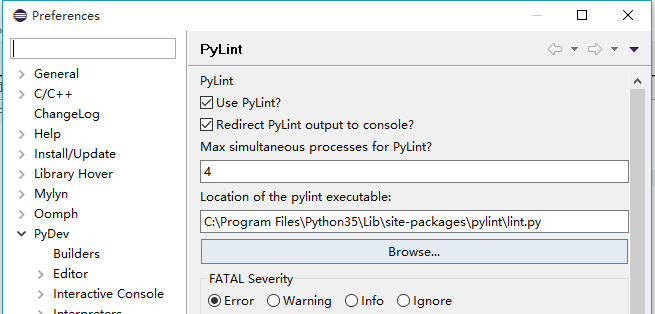 Preferences
PyLint
General
C/C++
ChangeLog
Help
Install/Update
Library Hover
Mylyn
Oomph
PyDev
Builders
Editor
Interactive Console
Interpreters
PyLint
Use PyLint?
Redirect PyLint output to console?
Max simultaneous processes for PyLint?
4
Location of the pylint executable:
C:\Program Files\Python35\Lib\site-packages\pylint\lint.py
Browse...
FATAL Severity
Error Warning Info Ignore